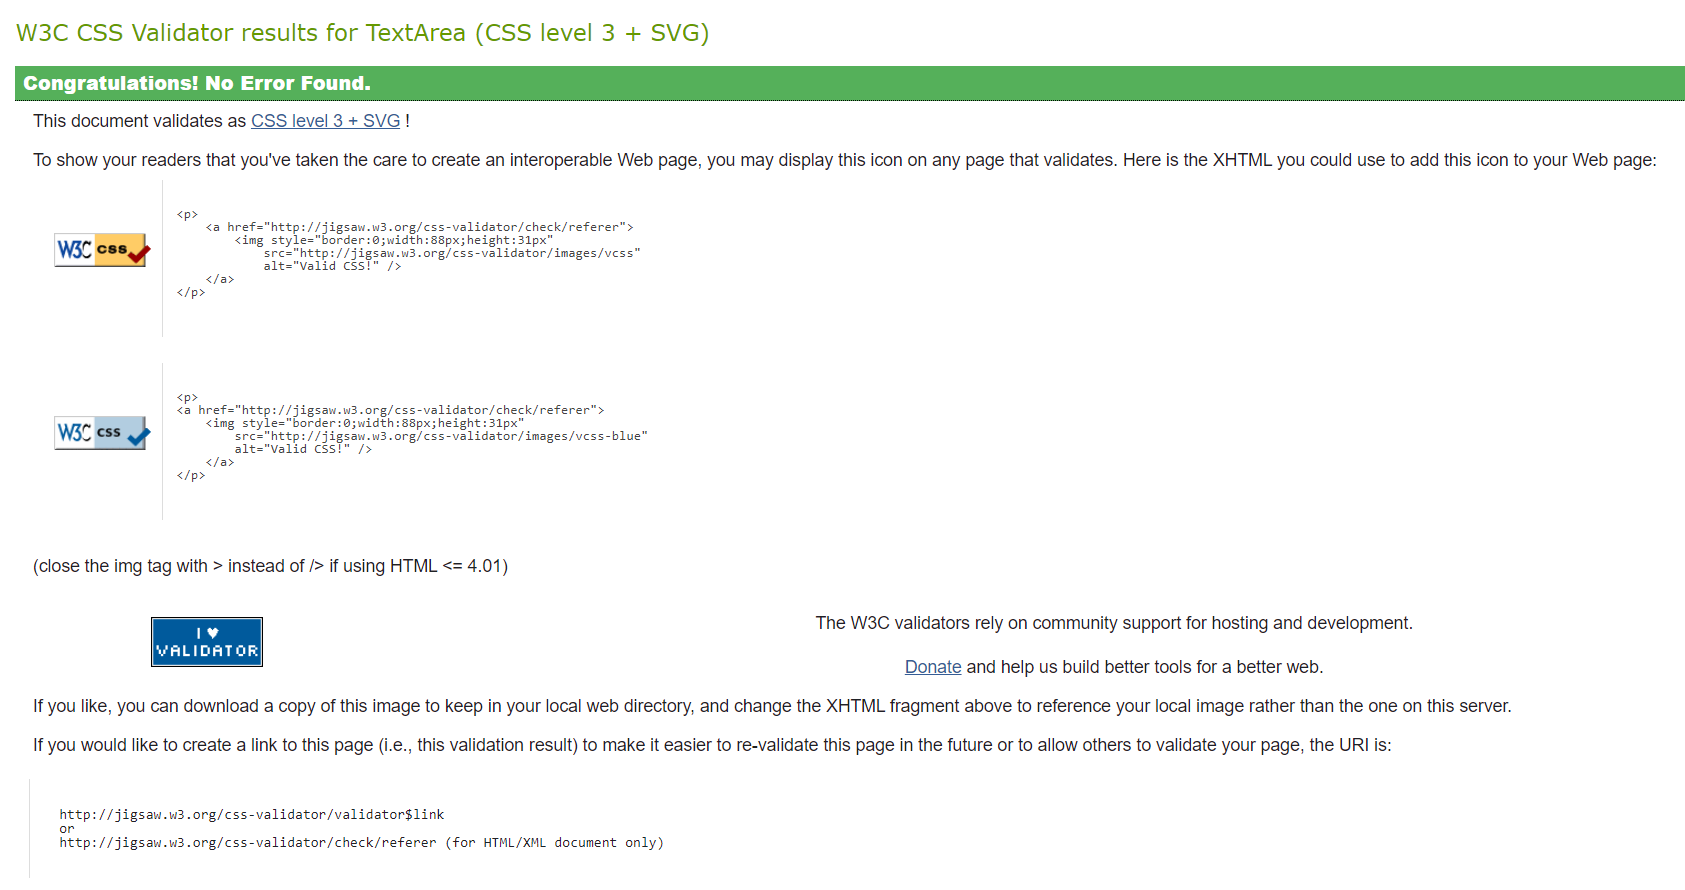 W3C CSS Validator results for TextArea (CSS level 3 + SVG)
Congratulations! No Error Found.
This document validates as CSS level 3 + SVG !
To show your readers that you've taken the care to create an interoperable Web page, you may display this icon on any page that validates. Here is the XHTML you could use to add this icon to your Web page:
W3C css
<p>
    <a href="http://jigsaw.w3.org/css-validator/check/referer">
        <img style="border:0;width:88px;height:31px"
            src="http://jigsaw.w3.org/css-validator/images/vcss"
            alt="Valid CSS!" />
    </a>
</p>
W3C css
<p>
<a href="http://jigsaw.w3.org/css-validator/check/referer">
    <img style="border:0;width:88px;height:31px"
        src="http://jigsaw.w3.org/css-validator/images/vcss-blue"
        alt="Valid CSS!" />
    </a>
</p>
(close the img tag with > instead of /> if using HTML <= 4.01)
I ♥
VALIDATOR
The W3C validators rely on community support for hosting and development.
Donate and help us build better tools for a better web.
If you like, you can download a copy of this image to keep in your local web directory, and change the XHTML fragment above to reference your local image rather than the one on this server.
If you would like to create a link to this page (i.e., this validation result) to make it easier to re-validate this page in the future or to allow others to validate your page, the URI is:
http://jigsaw.w3.org/css-validator/validator$link
or
http://jigsaw.w3.org/css-validator/check/referer (for HTML/XML document only)